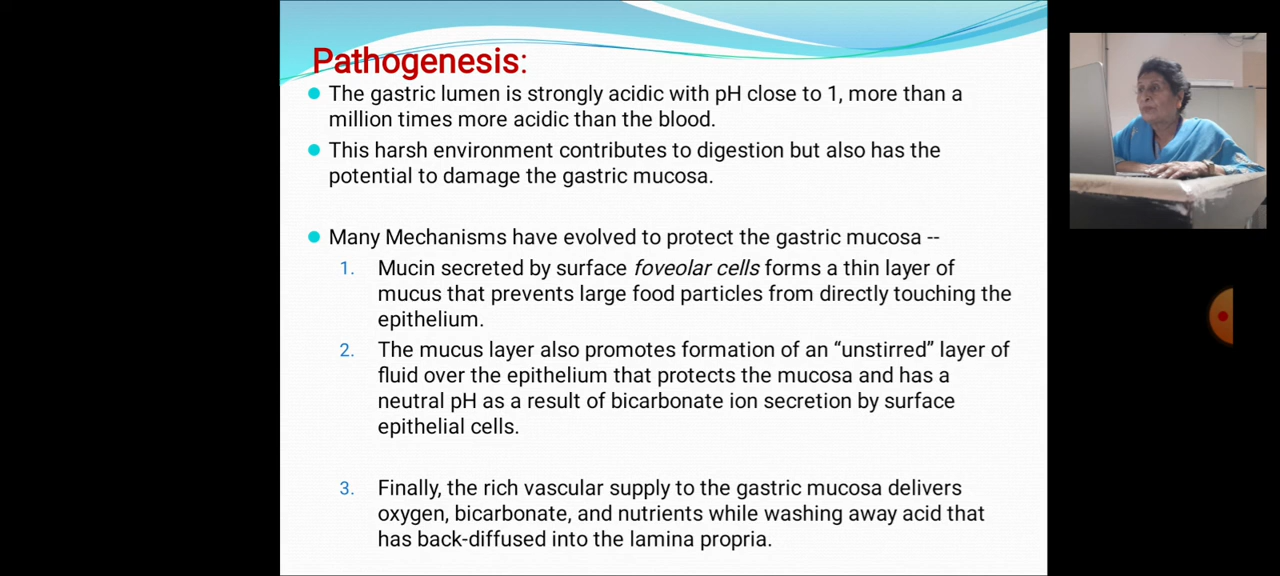 Pathogenesis:
The gastric lumen is strongly acidic with pH close to 1, more than a
million times more acidic than the blood.
This harsh environment contributes to digestion but also has the
potential to damage the gastric mucosa.
Many Mechanisms have evolved to protect the gastric mucosa --
1. Mucin secreted by surface foveolar cells forms a thin layer of
mucus that prevents large food particles from directly touching the
epithelium.
2. The mucus layer also promotes formation of an “unstirred” layer of
fluid over the epithelium that protects the mucosa and has a
neutral pH as a result of bicarbonate ion secretion by surface
epithelial cells.
3. Finally, the rich vascular supply to the gastric mucosa delivers
oxygen, bicarbonate, and nutrients while washing away acid that
has back-diffused into the lamina propria.